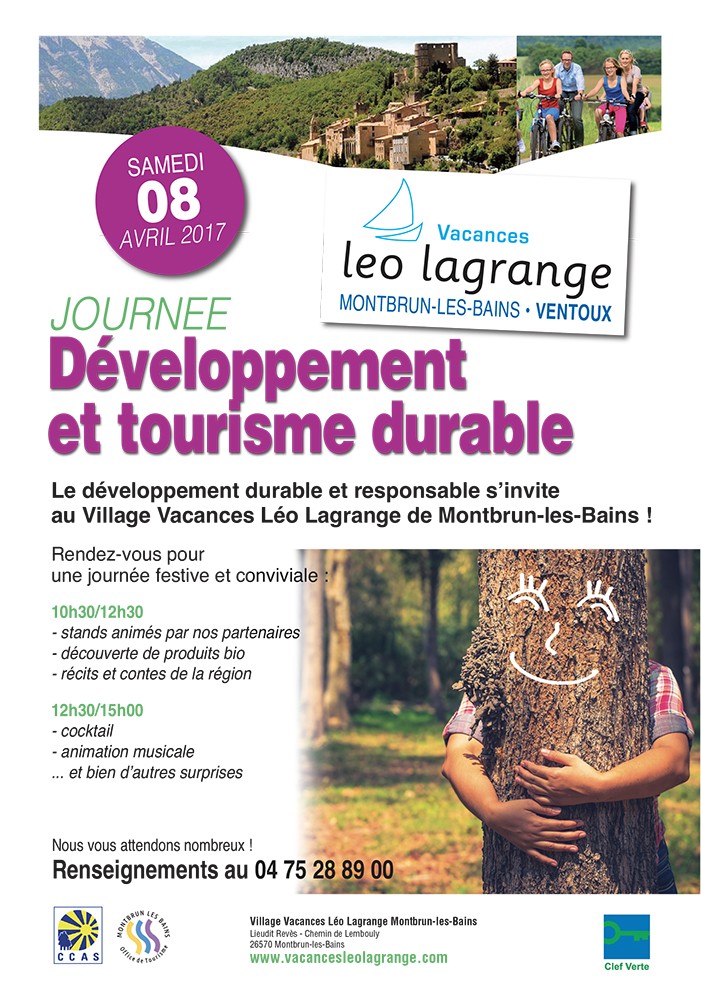 SAMEDI
08
AVRIL 2017
Vacances
leo lagrange
MONTBRUN-LES-BAINS • VENTOUX
JOURNEE
Développement
et tourisme durable
Le développement durable et responsable s’invite
au Village Vacances Léo Lagrange de Montbrun-les-Bains !
Rendez-vous pour
une journée festive et conviviale :
10h30/12h30
- stands animés par nos partenaires
- découverte de produits bio
- récits et contes de la région
12h30/15h00
- cocktail
- animation musicale
... et bien d’autres surprises
Nous vous attendons nombreux !
Renseignements au 04 75 28 89 00
CCAS
MONTBRUN LES BAINS
Office de Tourisme
Village Vacances Léo Lagrange Montbrun-les-Bains
Lieudit Revès - Chemin de Lembouly
26570 Montbrun-les-Bains
www.vacancesleolagrange.com
Clef Verte